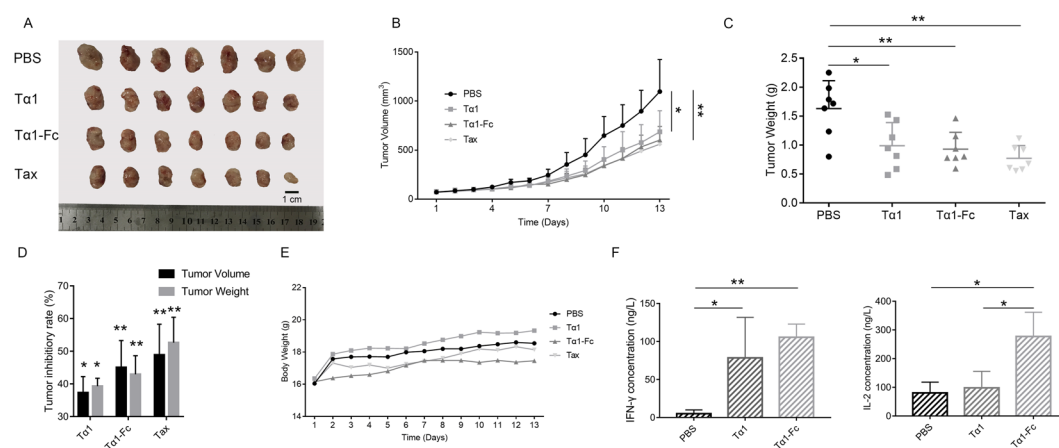 A
PBS
Tα1
Tα1-Fc
Tax
1 cm
1 2 3 4 5 6 7 8 9 10 11 12 13 14 15 16 17 18 19 20
B
Tumor Volume (mm3)
1500
1000
500
0
PBS
Tα1
Tα1-Fc
Tax
*
**
1 4 7 10 13
Time (Days)
C
Tumor Weight (g)
2.5
2.0
1.5
1.0
0.5
0.0
**
**
*
PBS Tα1 Tα1-Fc Tax
D
Tumor inhibitiory rate (%)
Tumor Volume
Tumor Weight
70
60
50
40
30
* * ** ** ** **
Tα1 Tα1-Fc Tax
E
Body Weight (g)
20
18
16
14
PBS
Tα1
Tα1-Fc
Tax
1 2 3 4 5 6 7 8 9 10 11 12 13
Time (Days)
F
IFN-γ concentration (ng/L)
150
100
50
0
**
*
PBS Tα1 Tα1-Fc
IL-2 concentration (ng/L)
400
300
200
100
0
*
*
PBS Tα1 Tα1-Fc